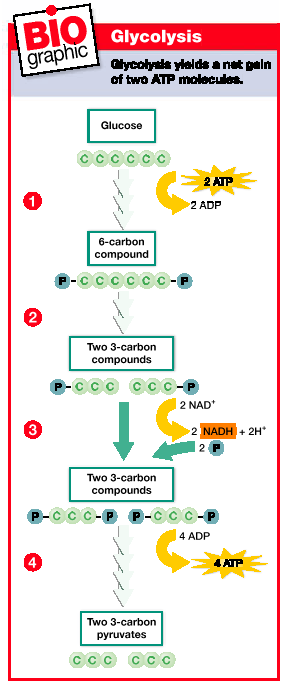 BIO
graphic
Glycolysis
Glycolysis yields a net gain
of two ATP molecules.
Glucose
C C C C C C
2 ATP
1
2 ADP
6-carbon
compound
P-C C C C C C-P
2
Two 3-carbon
compounds
P-C C C C C C-P
2 NAD⁺
3
2 NADH + 2H⁺
2 P
Two 3-carbon
compounds
P-C-C-C-P P-C-C-C-P
4 ADP
4
4 ATP
Two 3-carbon
pyruvates
C C C C C C